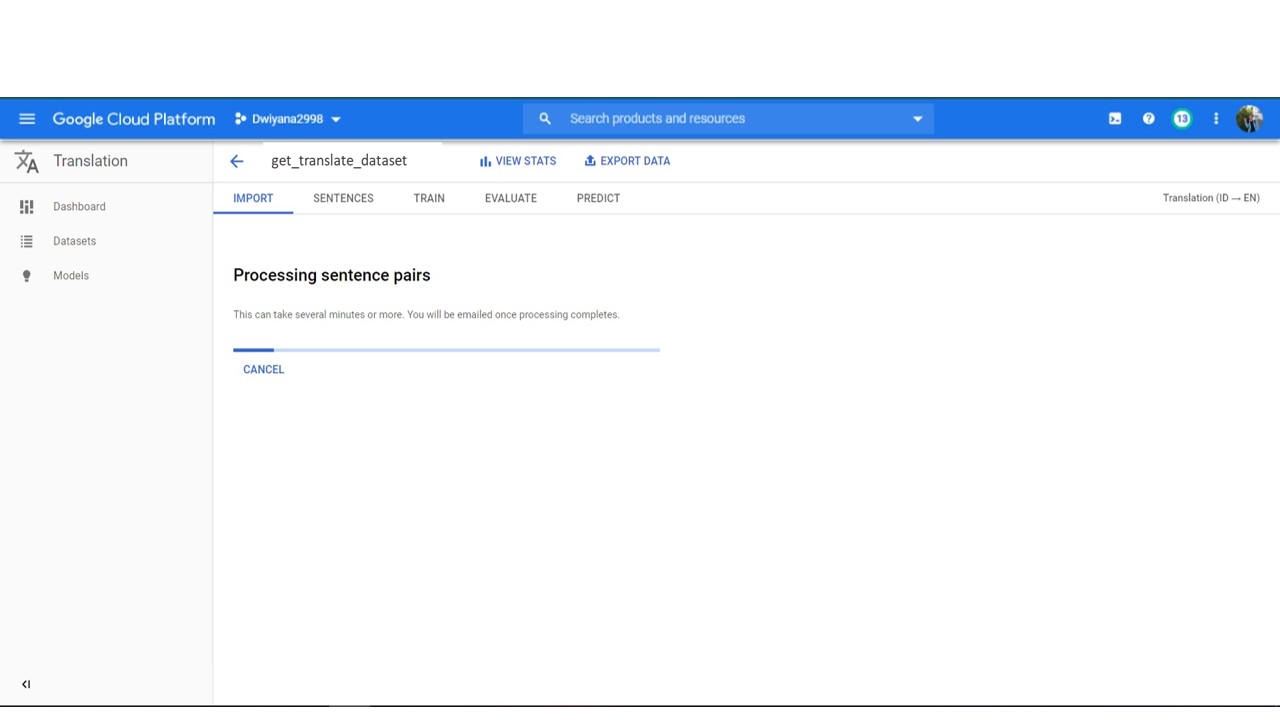 Google Cloud Platform Dwiyana2998 Search products and resources 13
Translation get_translate_dataset VIEW STATS EXPORT DATA
IMPORT SENTENCES TRAIN EVALUATE PREDICT Translation (ID → EN)
Dashboard
Datasets
Models
Processing sentence pairs
This can take several minutes or more. You will be emailed once processing completes.
CANCEL